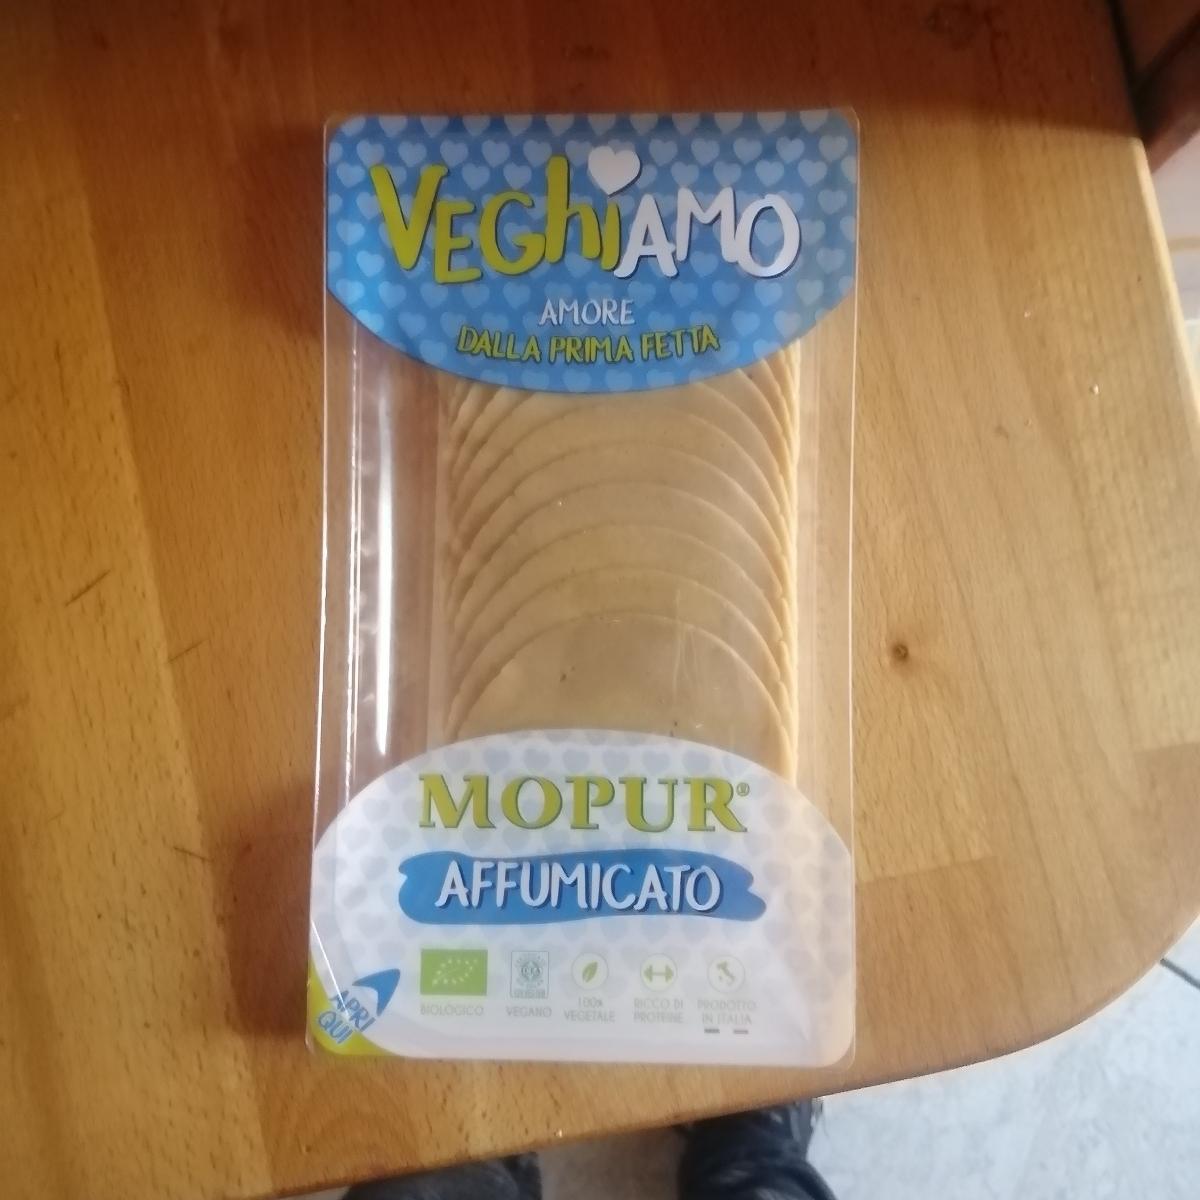 VEGhiAMO
AMORE
DALLA PRIMA FETTA
MOPUR®
AFFUMICATO
BIOLOGICO
VEGANO
100%
VEGETALE
RICCO DI
PROTEINE
PRODOTTO
IN ITALIA
APRI
QUI